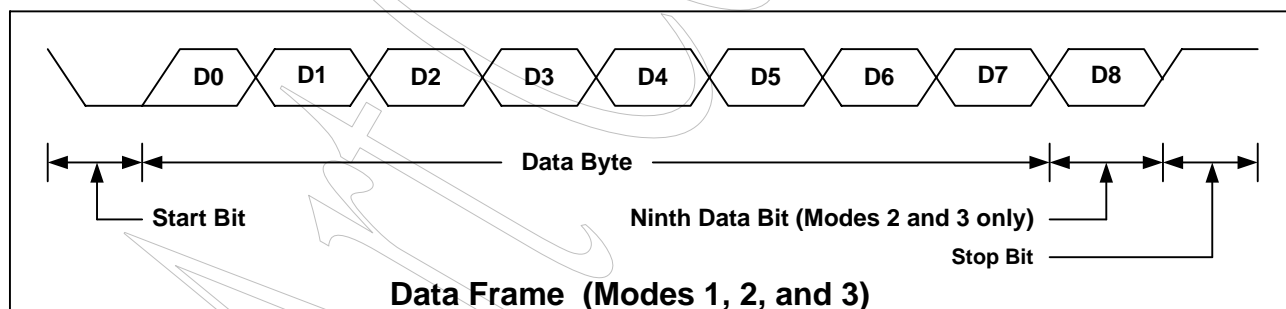 D0 D1 D2 D3 D4 D5 D6 D7 D8
Data Byte
Start Bit
Ninth Data Bit (Modes 2 and 3 only)
Stop Bit
Data Frame (Modes 1, 2, and 3)